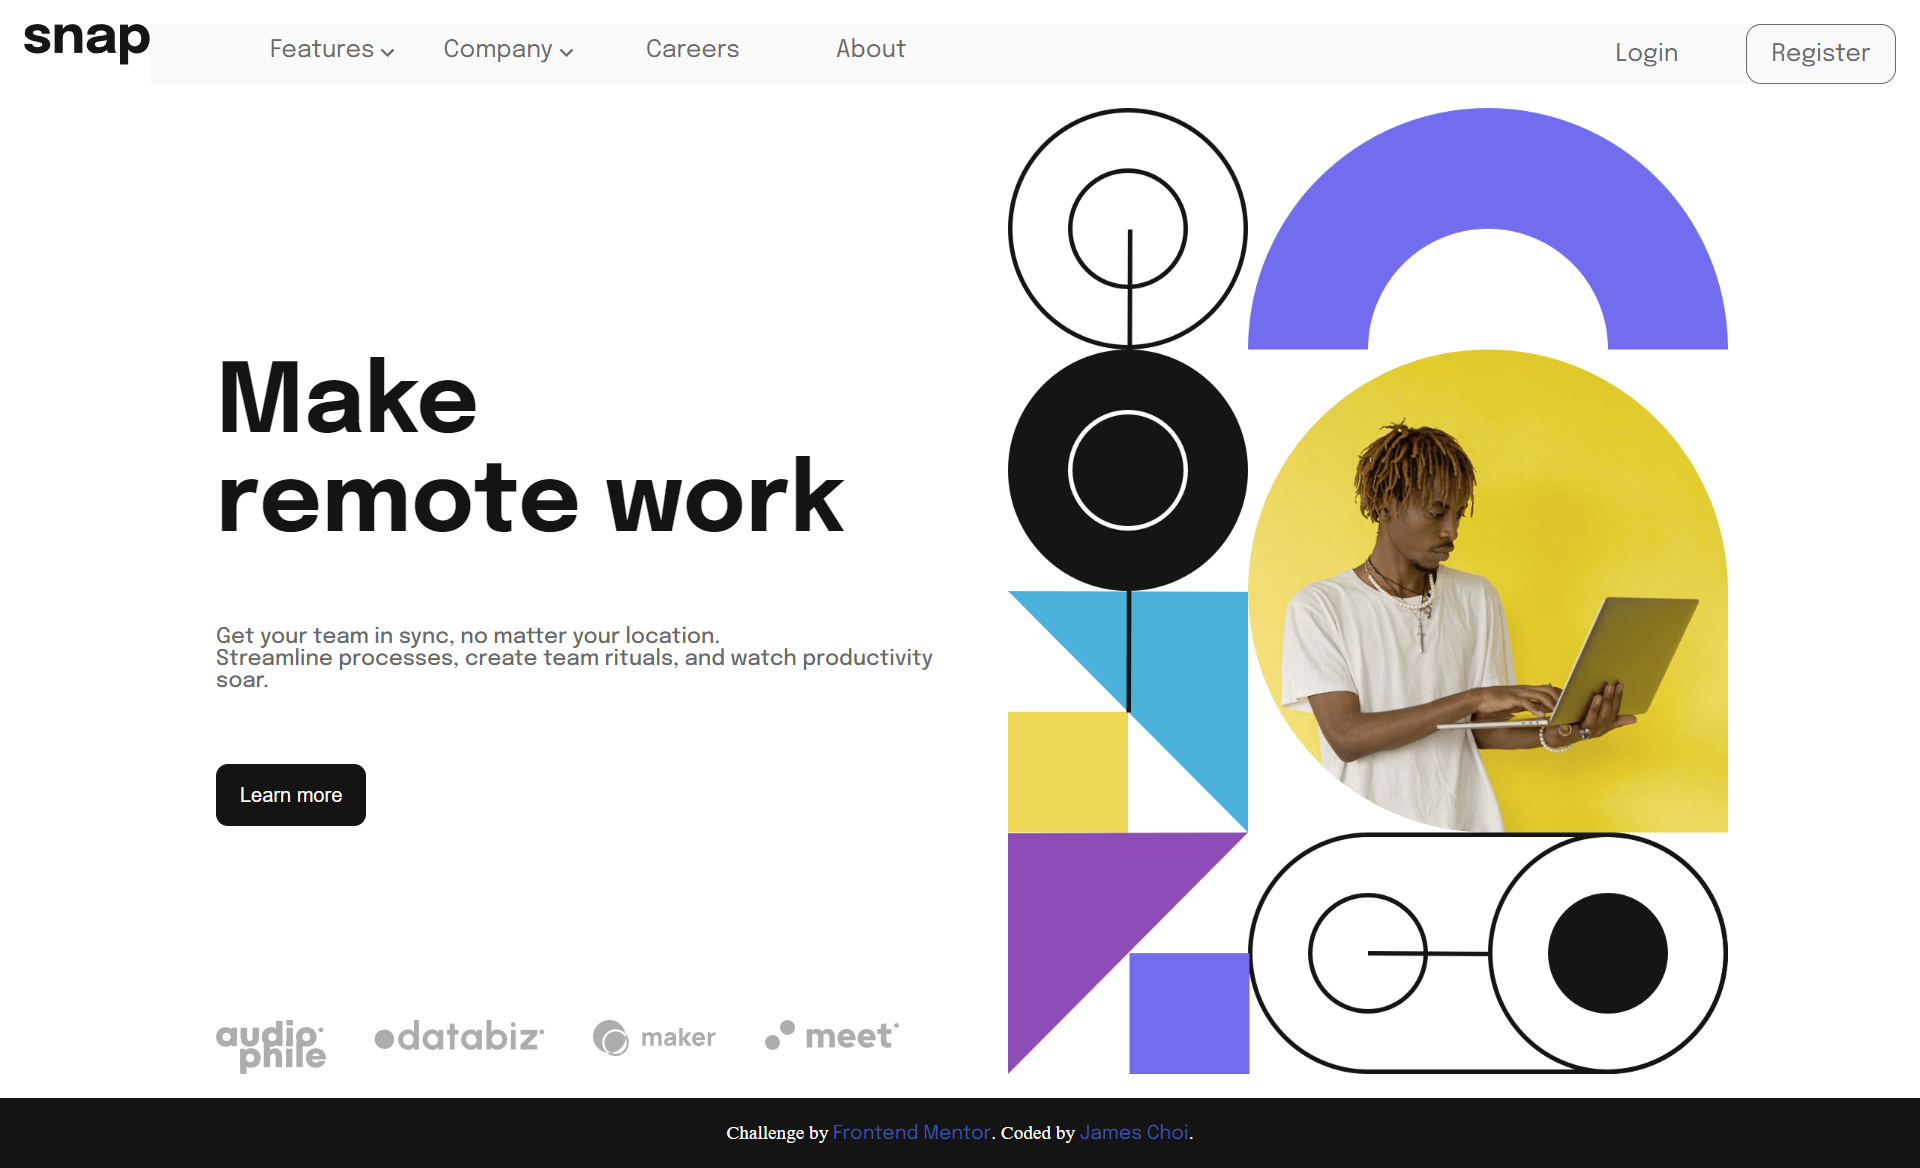 snap
Features
Company
Careers
About
Login
Register
Make
remote work
Get your team in sync, no matter your location.
Streamline processes, create team rituals, and watch productivity
soar.
Learn more
audiophile
databiz
maker
meet
Challenge by Frontend Mentor. Coded by James Choi.